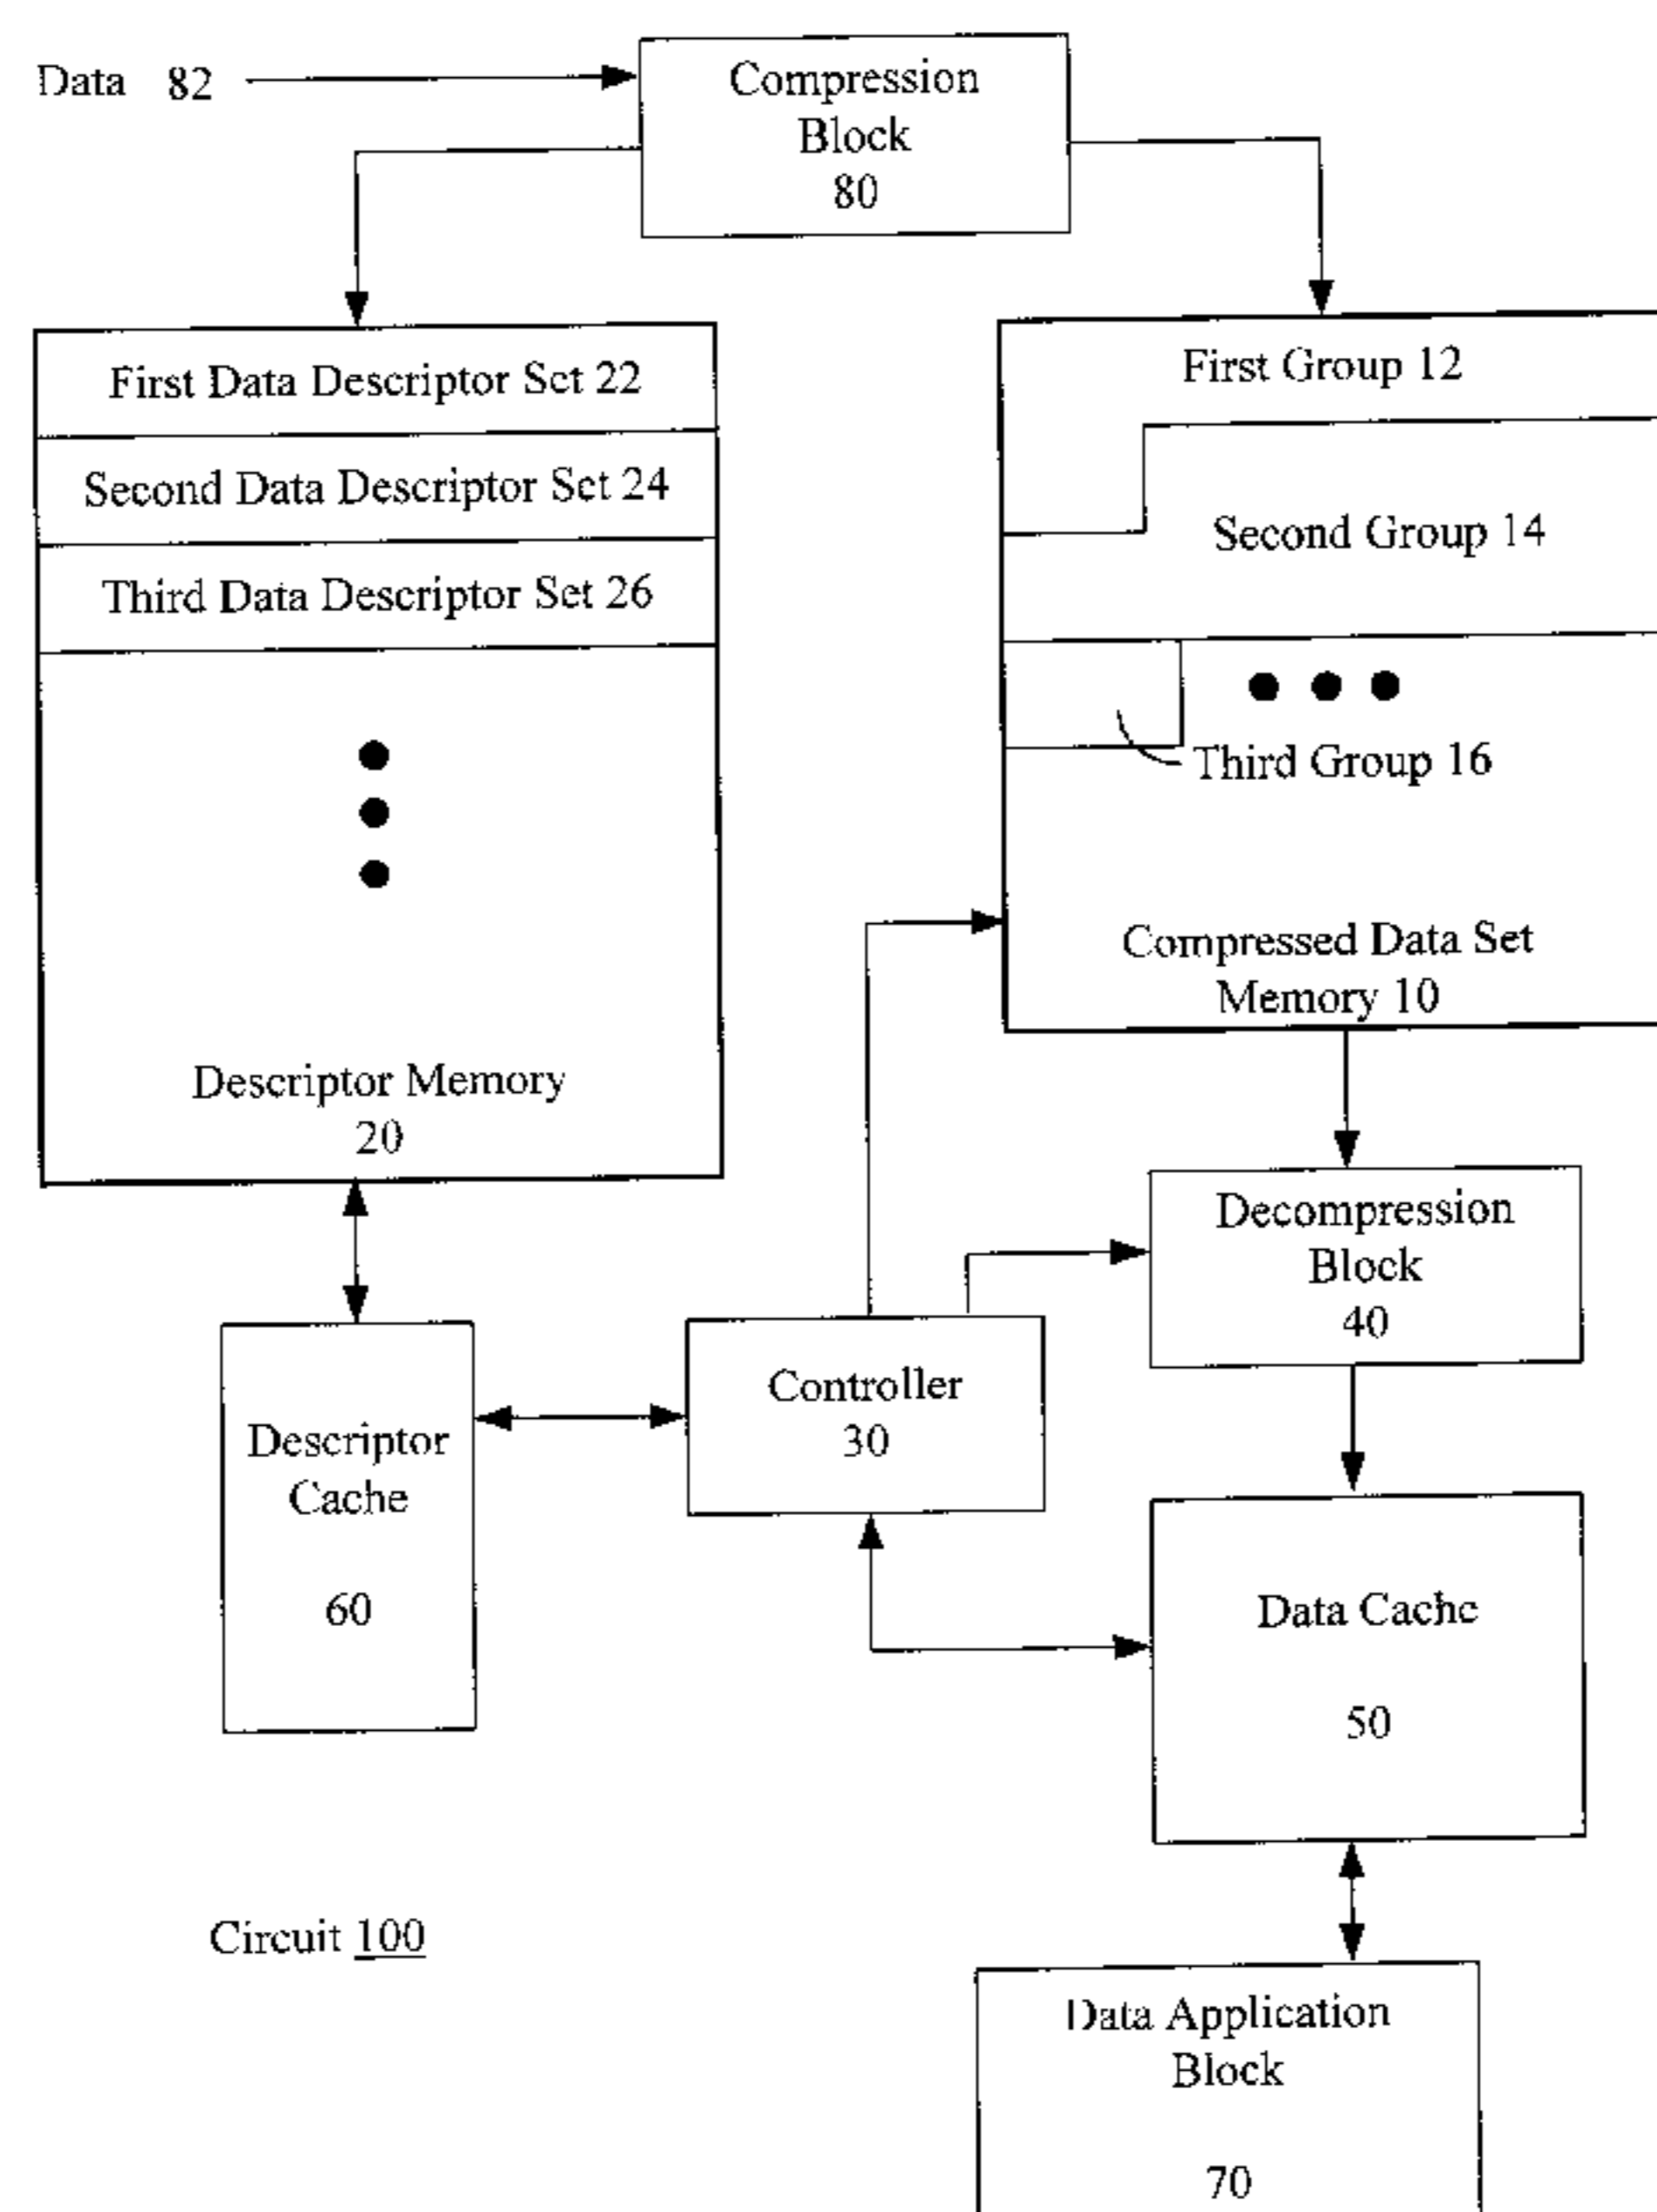 Data 82
Compression
Block
80
First Data Descriptor Set 22
Second Data Descriptor Set 24
Third Data Descriptor Set 26
Descriptor Memory
20
First Group 12
Second Group 14
Third Group 16
Compressed Data Set
Memory 10
Decompression
Block
40
Controller
30
Descriptor
Cache
60
Data Cache
50
Circuit 100
Data Application
Block
70